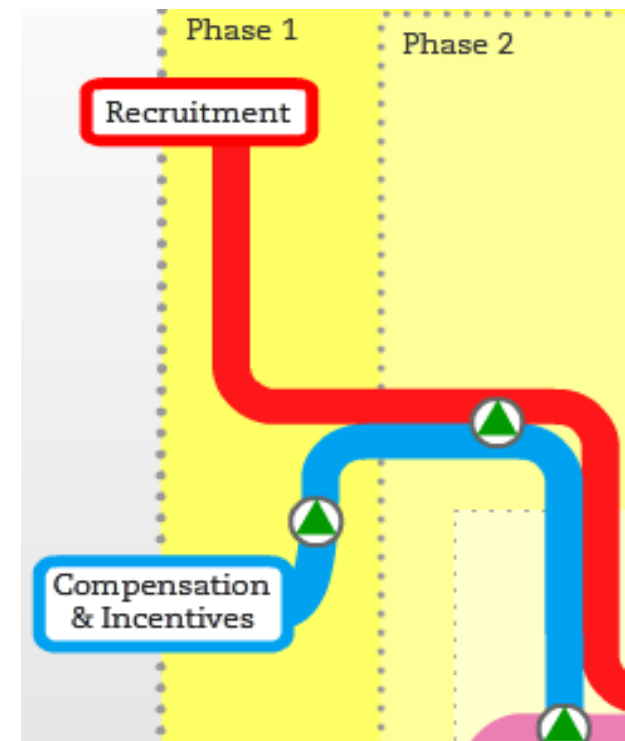 Phase 1
Phase 2
Recruitment
Compensation
& Incentives